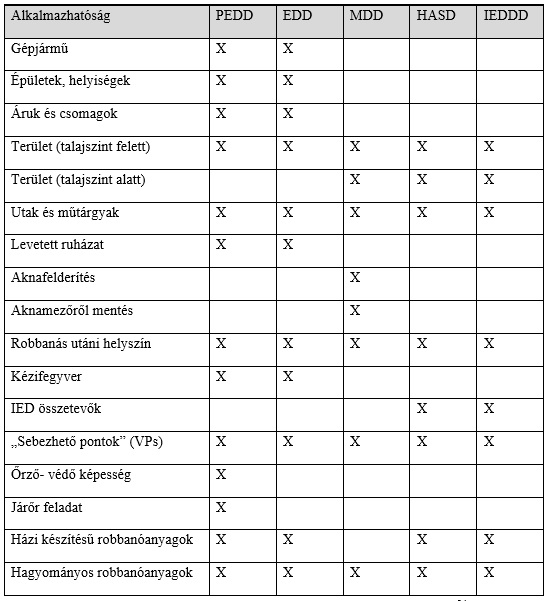 Alkalmazhatóság PEDD EDD MDD HASD IEDDD
Gépjármű X X
Épületek, helyiségek X X
Áruk és csomagok X X
Terület (talajszint felett) X X X X X
Terület (talajszint alatt) X X X
Utak és műtárgyak X X X X X
Levetett ruházat X X
Aknafelderítés X
Aknamezőről mentés X
Robbanás utáni helyszín X X X X X
Kézifegyver X X
IED összetevők X X
„Sebezhető pontok” (VPs) X X X X X
Őrző- védő képesség X
Járőr feladat X
Házi készítésű robbanóanyagok X X X X
Hagyományos robbanóanyagok X X X X X